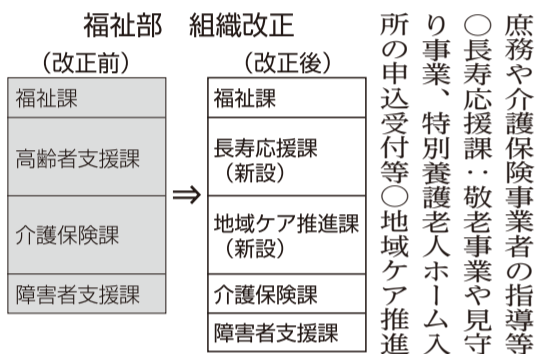 庶務や介護保険事業者の指導等
○長寿応援課：敬老事業や見守
り事業、特別養護老人ホーム入
所の申込受付等○地域ケア推進
福祉部　組織改正
（改正前）
福祉課
高齢者支援課
介護保険課
障害者支援課
⇒
（改正後）
福祉課
長寿応援課
（新設）
地域ケア推進課
（新設）
介護保険課
障害者支援課